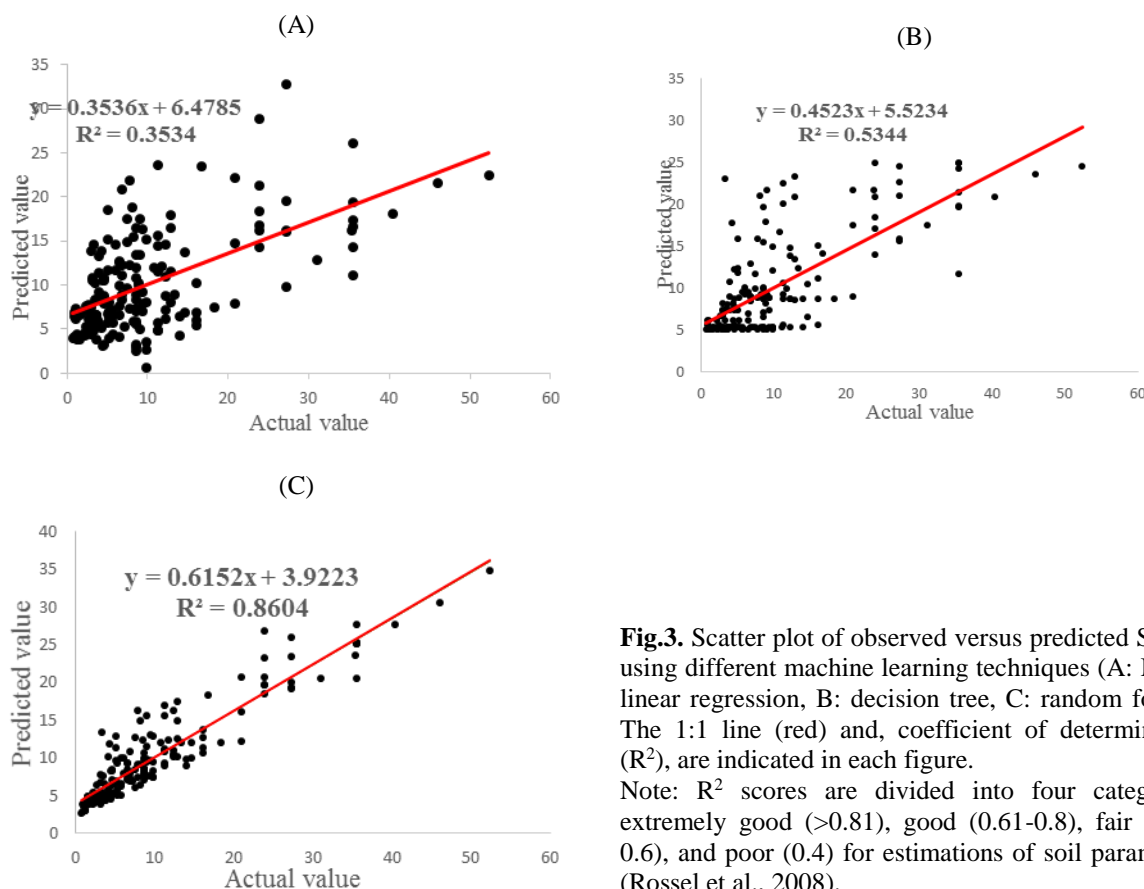 (A)
35
30
25
20
15
10
5
0
0 10 20 30 40 50 60
Predicted value
Actual value
y = 0.3536x + 6.4785
R² = 0.3534
(B)
35
30
25
20
15
10
5
0
0 10 20 30 40 50 60
Predicted value
Actual value
y = 0.4523x + 5.5234
R² = 0.5344
(C)
40
35
30
25
20
15
10
5
0
0 10 20 30 40 50 60
Predicted value
Actual value
y = 0.6152x + 3.9223
R² = 0.8604
Fig.3. Scatter plot of observed versus predicted
using different machine learning techniques (A:
linear regression, B: decision tree, C: random
The 1:1 line (red) and, coefficient of
(R²), are indicated in each figure.
Note: R² scores are divided into four
extremely good (>0.81), good (0.61-0.8), fair
0.6), and poor (0.4) for estimations of soil
(Rossel et al., 2008).